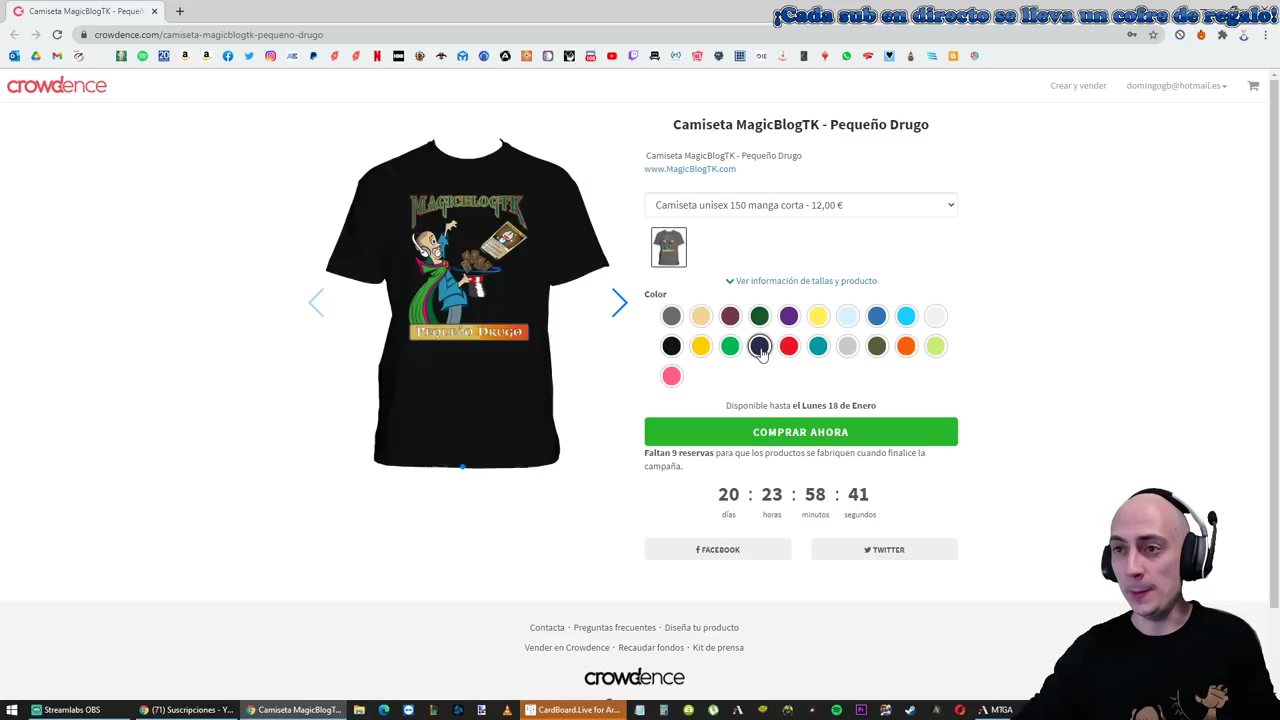 Camiseta MagicBlogTK - Pequeño Drugo
¡Cada sub en directo se lleva un cofre de regalo!
crowdence.com/camiseta-magicblogtk-pequeno-drugo
crowdence
Crear y vender
domingogb@hotmail.es
MAGICBLOGTK
PEQUEÑO DRUGO
Camiseta MagicBlogTK - Pequeño Drugo
Camiseta MagicBlogTK - Pequeño Drugo
www.MagicBlogTK.com
Camiseta unisex 150 manga corta - 12,00 €
Ver información de tallas y producto
Color
Disponible hasta el Lunes 18 de Enero
COMPRAR AHORA
Faltan 9 reservas para que los productos se fabriquen cuando finalice la
campaña.
20 : 23 : 58 : 41
días horas minutos segundos
FACEBOOK
TWITTER
Contacta · Preguntas frecuentes · Diseña tu producto
Vender en Crowdence · Recaudar fondos · Kit de prensa
crowdence
Streamlabs OBS
(71) Suscripciones - Y...
Camiseta MagicBlogT...
CardBoard.Live for Ar...
MTGA